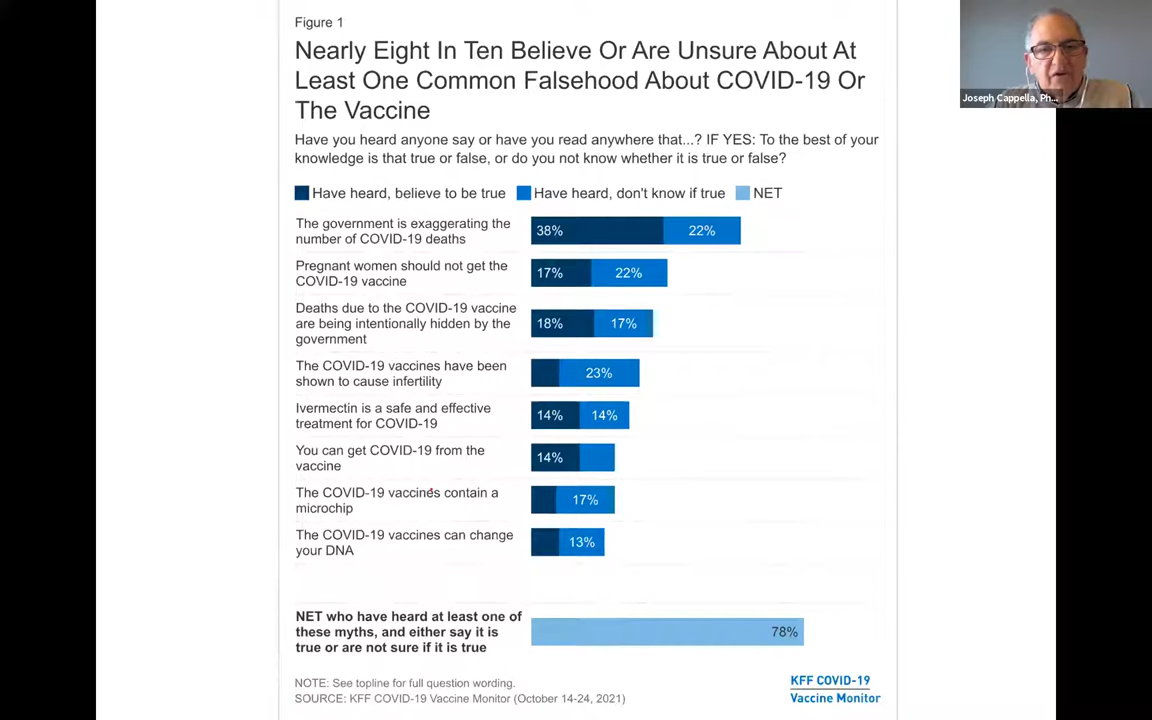 Figure 1
Nearly Eight In Ten Believe Or Are Unsure About At
Least One Common Falsehood About COVID-19 Or
The Vaccine
Have you heard anyone say or have you read anywhere that...? IF YES: To the best of your
knowledge is that true or false, or do you not know whether it is true or false?
Have heard, believe to be true Have heard, don't know if true NET
The government is exaggerating the
number of COVID-19 deaths
38% 22%
Pregnant women should not get the
COVID-19 vaccine
17% 22%
Deaths due to the COVID-19 vaccine
are being intentionally hidden by the
government
18% 17%
The COVID-19 vaccines have been
shown to cause infertility
23%
Ivermectin is a safe and effective
treatment for COVID-19
14% 14%
You can get COVID-19 from the
vaccine
14%
The COVID-19 vaccines contain a
microchip
17%
The COVID-19 vaccines can change
your DNA
13%
NET who have heard at least one of
these myths, and either say it is
true or are not sure if it is true
78%
NOTE: See topline for full question wording.
SOURCE: KFF COVID-19 Vaccine Monitor (October 14-24, 2021)
KFF COVID-19
Vaccine Monitor
Joseph Cappella, Ph...